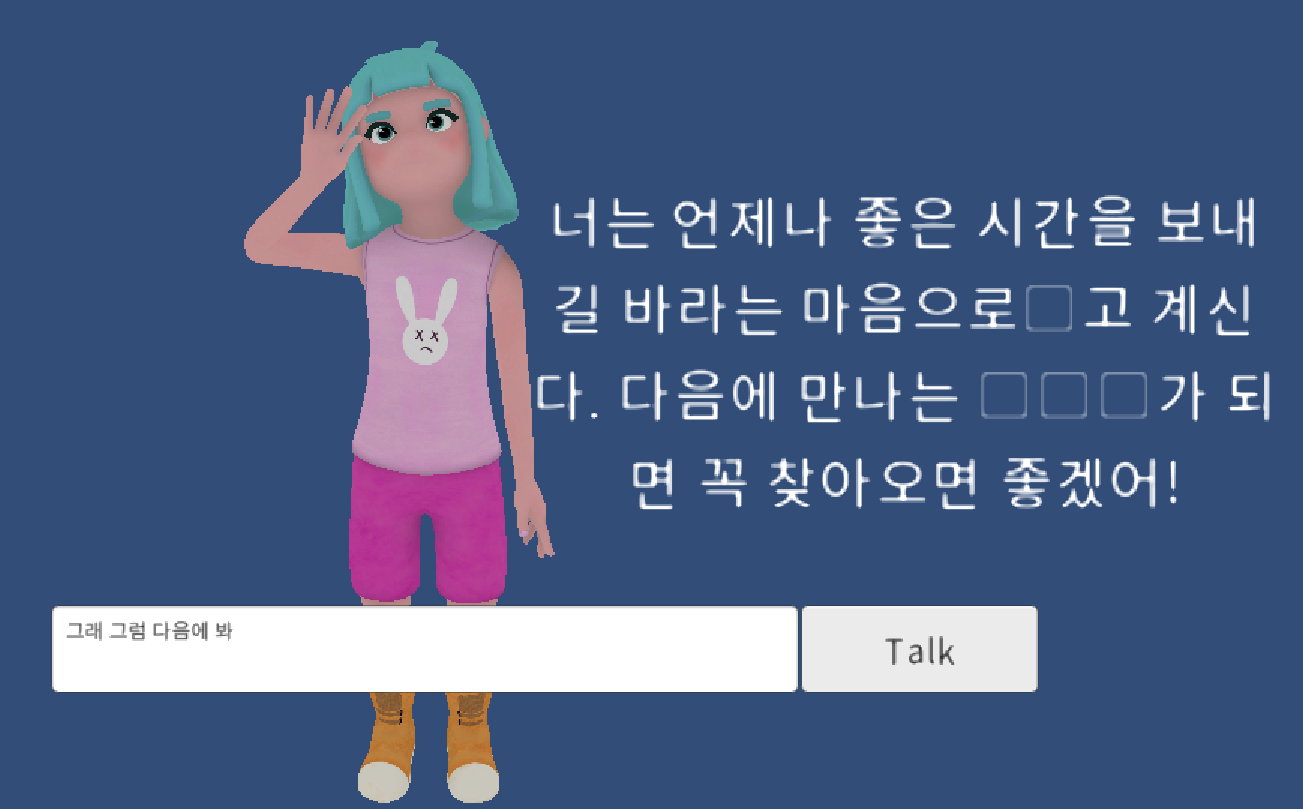 너는 언제나 좋은 시간을 보내
길 바라는 마음으로□고 계신
다. 다음에 만나는 □□□가 되
면 꼭 찾아오면 좋겠어!
그래 그럼 다음에 봐
Talk